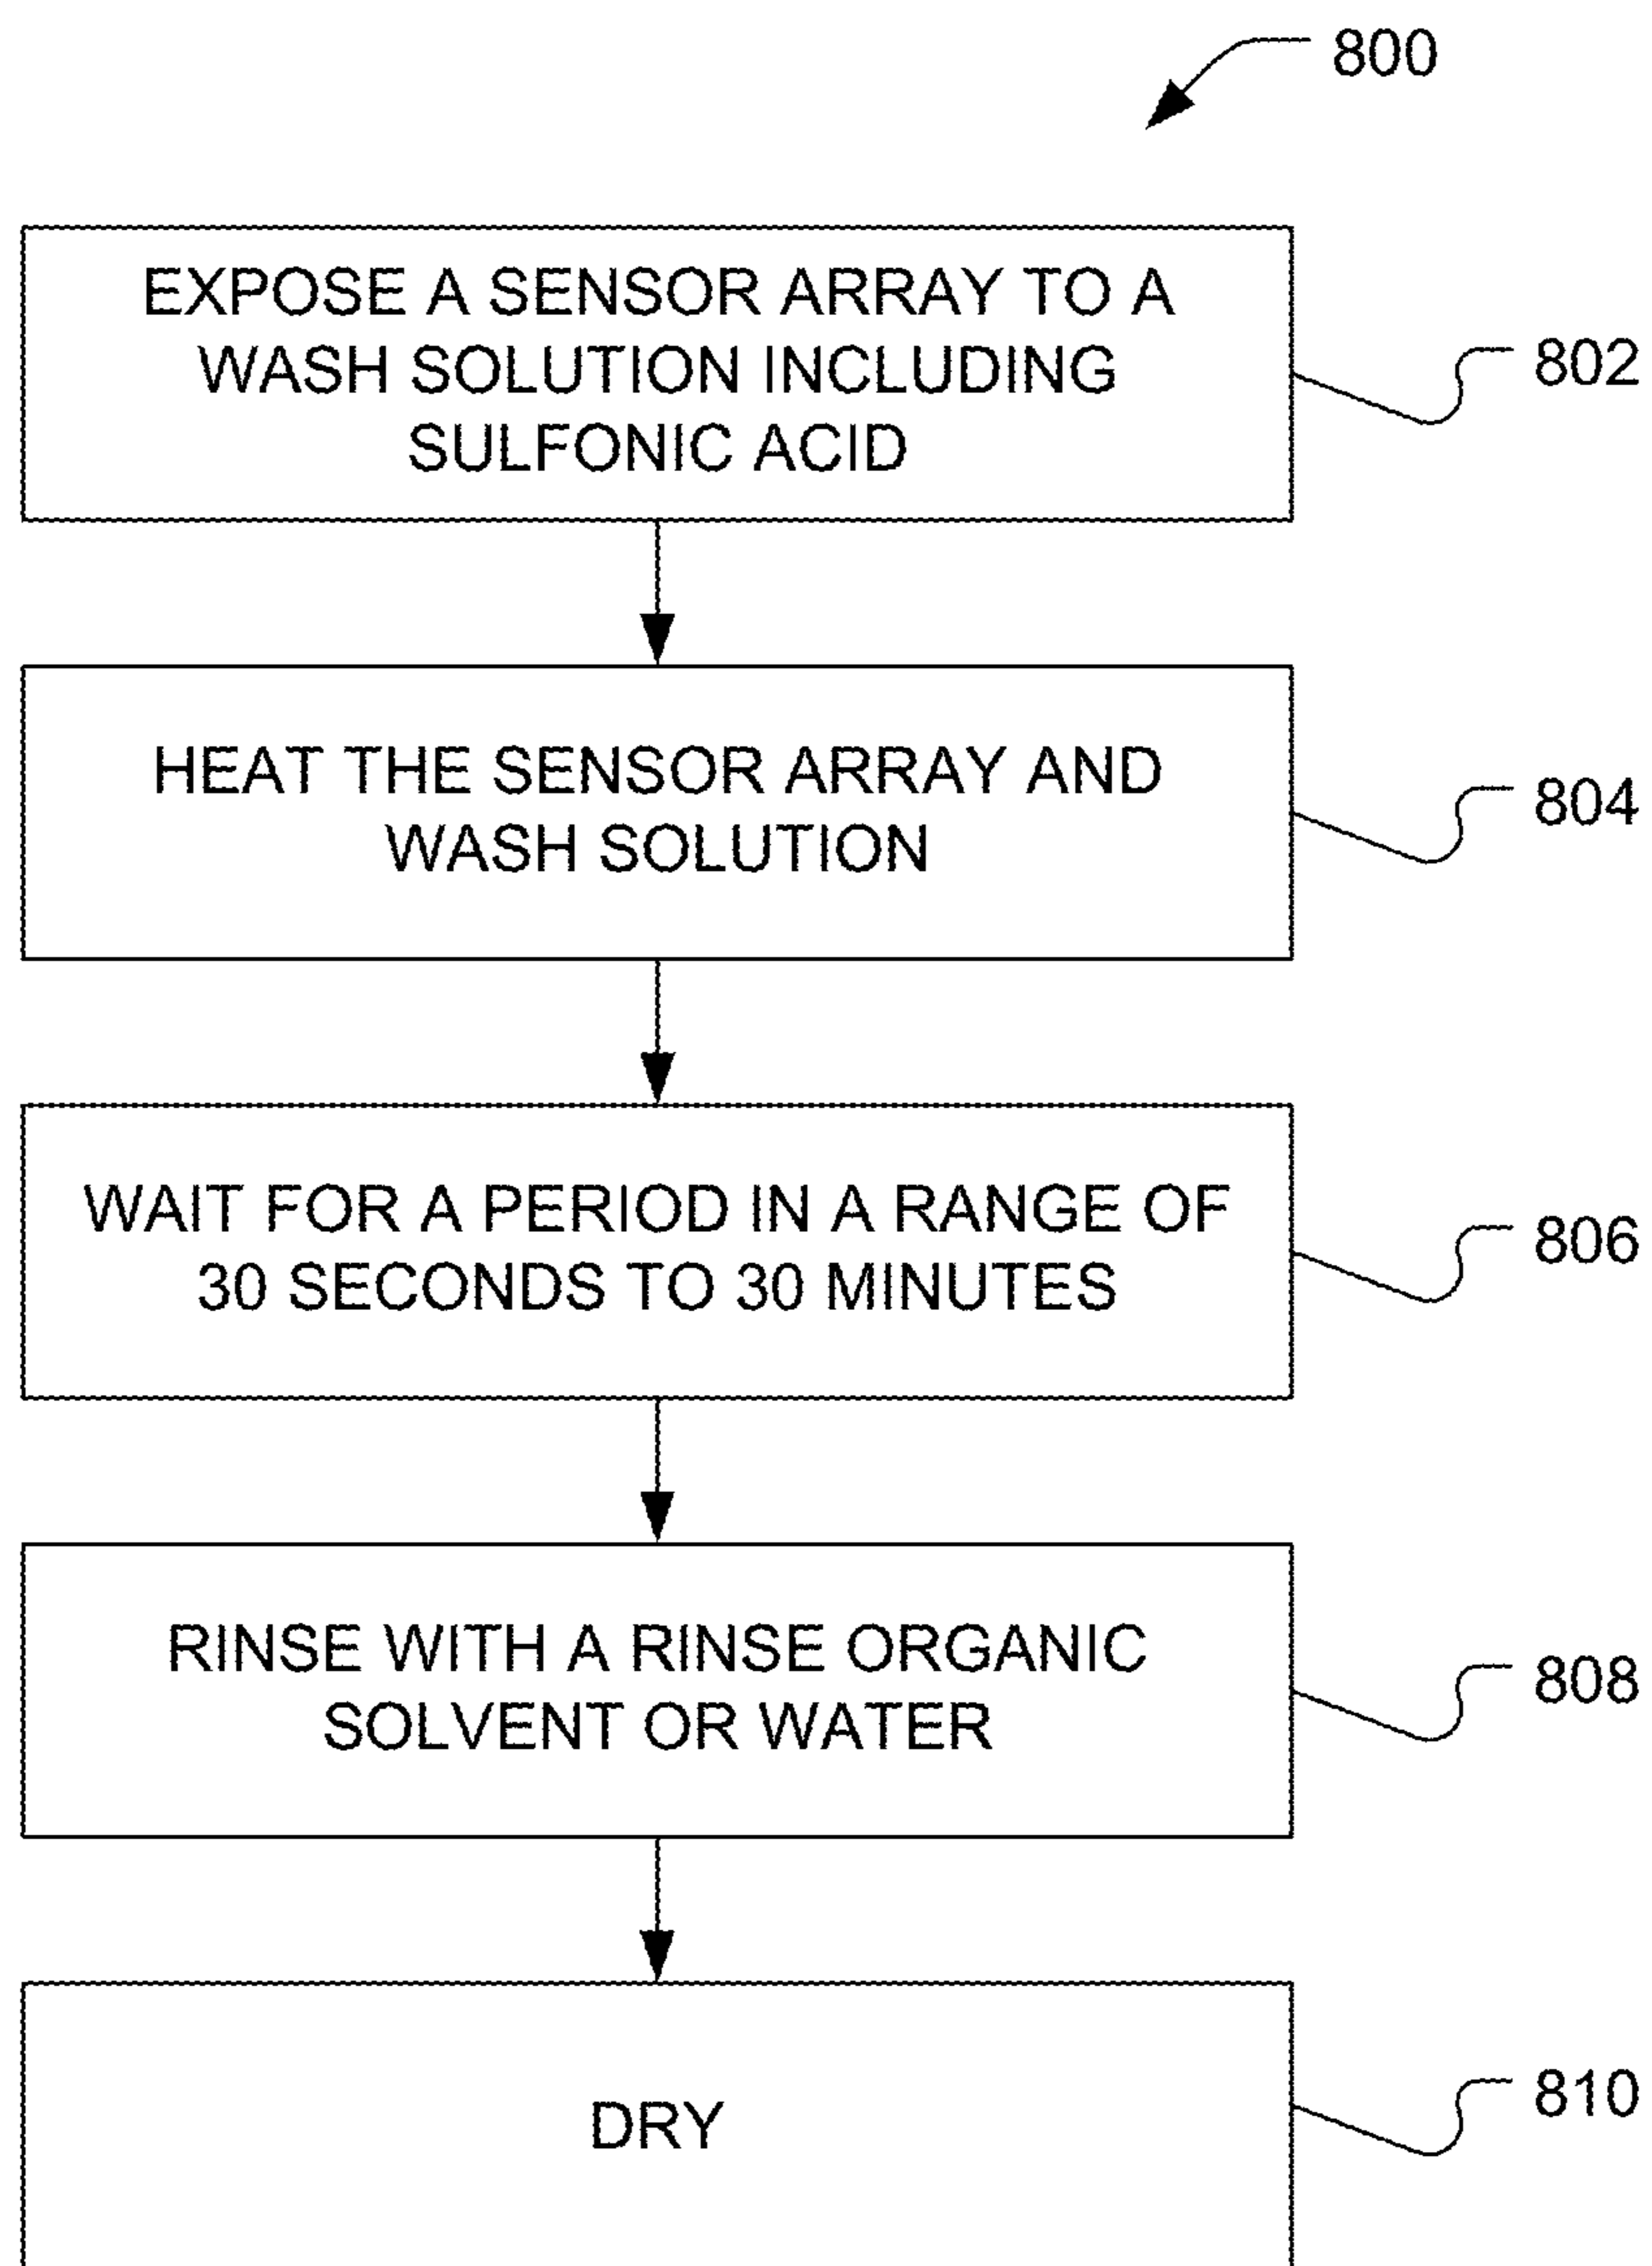 800
EXPOSE A SENSOR ARRAY TO A
WASH SOLUTION INCLUDING
SULFONIC ACID
802
HEAT THE SENSOR ARRAY AND
WASH SOLUTION
804
WAIT FOR A PERIOD IN A RANGE OF
30 SECONDS TO 30 MINUTES
806
RINSE WITH A RINSE ORGANIC
SOLVENT OR WATER
808
DRY
810